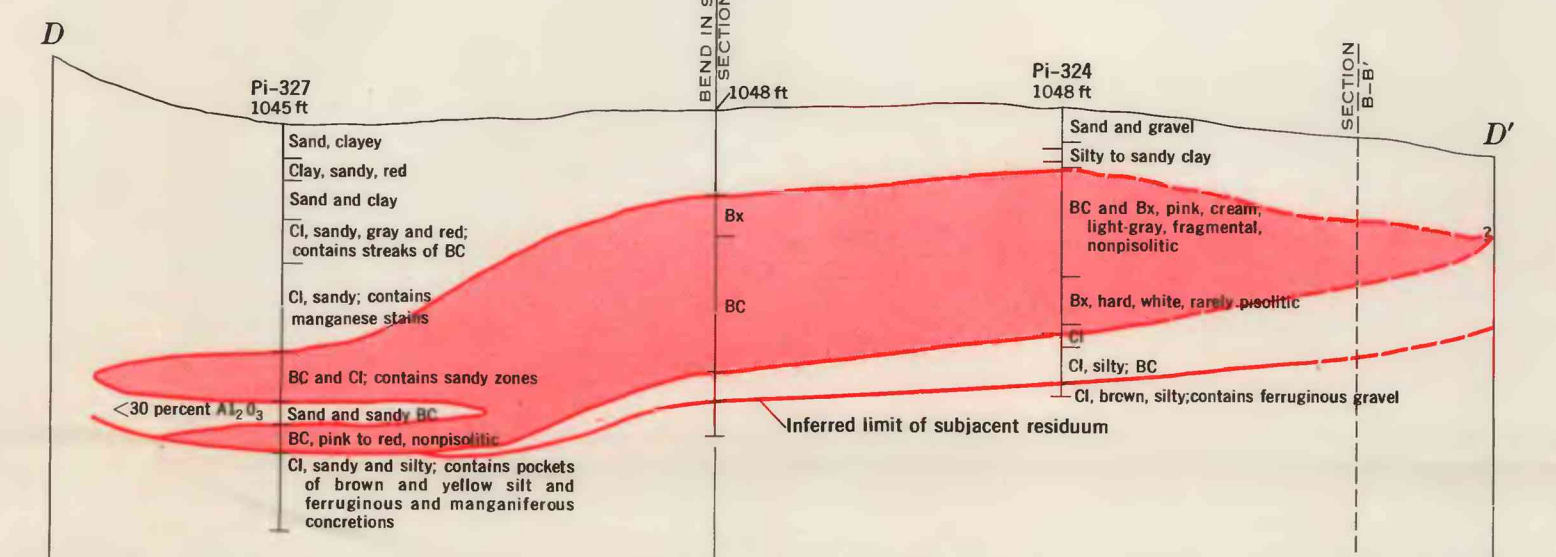 D
Pi-327
1045 ft
Sand, clayey
Clay, sandy, red
Sand and clay
Cl, sandy, gray and red;
contains streaks of BC
Cl, sandy; contains
manganese stains
BC and Cl; contains sandy zones
<30 percent Al2O3
Sand and sandy BC
BC, pink to red, nonpisolitic
Cl, sandy and silty; contains pockets
of brown and yellow silt and
ferruginous and manganiferous
concretions
BEND IN
SECTION
1048 ft
Bx
BC
Inferred limit of subjacent residuum
Pi-324
1048 ft
Sand and gravel
Silty to sandy clay
BC and Bx, pink, cream,
light-gray, fragmental,
nonpisolitic
Bx, hard, white, rarely pisolitic
Cl
Cl, silty; BC
Cl, brown, silty;contains ferruginous gravel
SECTION
B-B'
D'
?